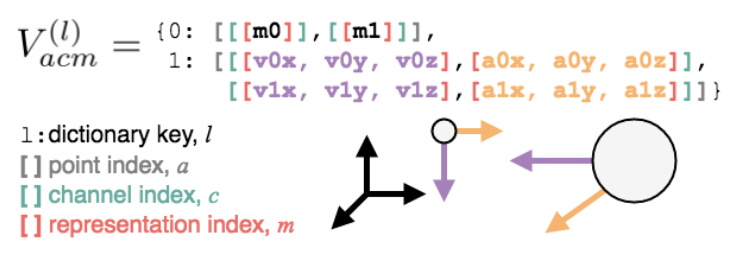 V_{acm}^{(l)} = {0: [[[m0]],[[m1]]],
1: [[[v0x, v0y, v0z],[a0x, a0y, a0z]],
[[v1x, v1y, v1z],[a1x, a1y, a1z]]]}
l:dictionary key, l
[ ] point index, a
[ ] channel index, c
[ ] representation index, m